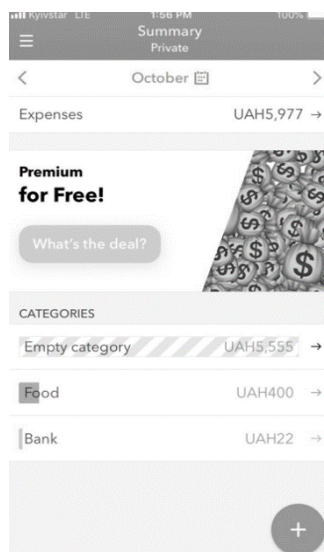 Kyivstar LTE 1:56 PM 100%
Summary
Private
October
Expenses UAH5,977 →
Premium
for Free!
What's the deal?
$ $ $ $ $ $ $ $ $ $ $
CATEGORIES
Empty category UAH5,555 →
Food UAH400 →
Bank UAH22 →
+